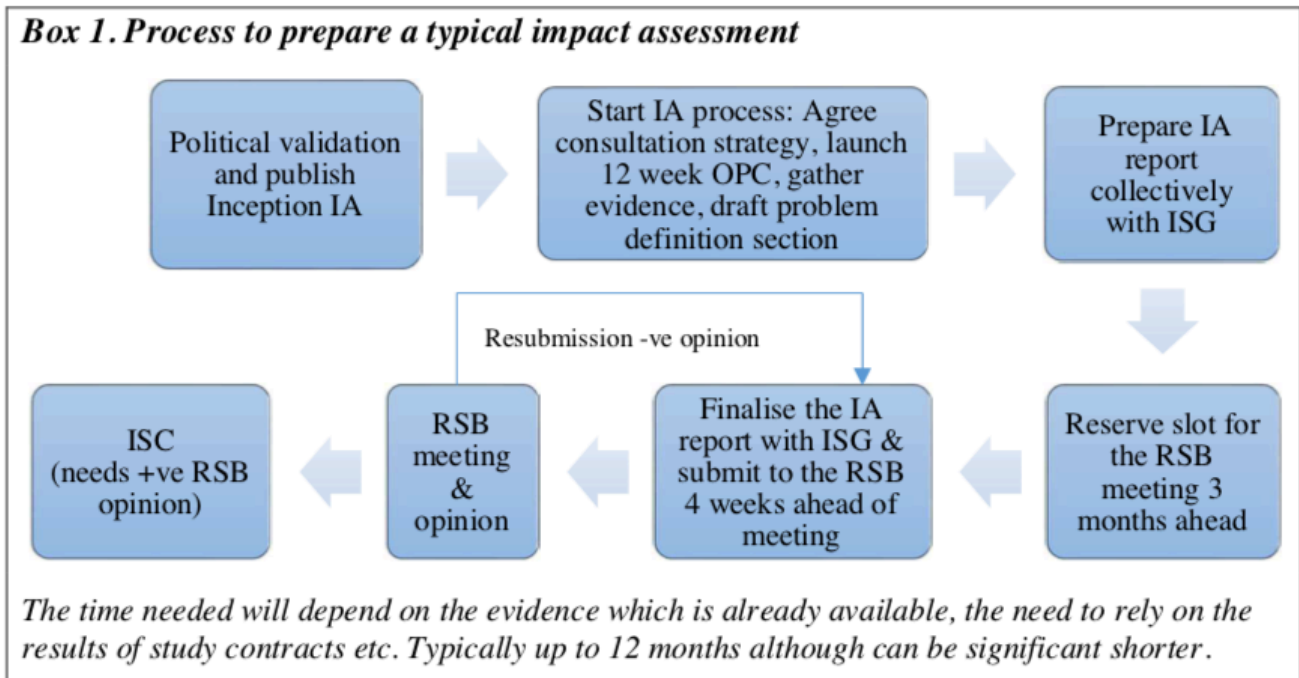 Box 1. Process to prepare a typical impact assessment
Political validation
and publish
Inception IA
Start IA process: Agree
consultation strategy, launch
12 week OPC, gather
evidence, draft problem
definition section
Prepare IA
report
collectively
with ISG
Reserve slot for
the RSB
meeting 3
months ahead
Finalise the IA
report with ISG &
submit to the RSB
4 weeks ahead of
meeting
Resubmission -ve opinion
RSB
meeting
&
opinion
ISC
(needs +ve RSB
opinion)
The time needed will depend on the evidence which is already available, the need to rely on the
results of study contracts etc. Typically up to 12 months although can be significant shorter.